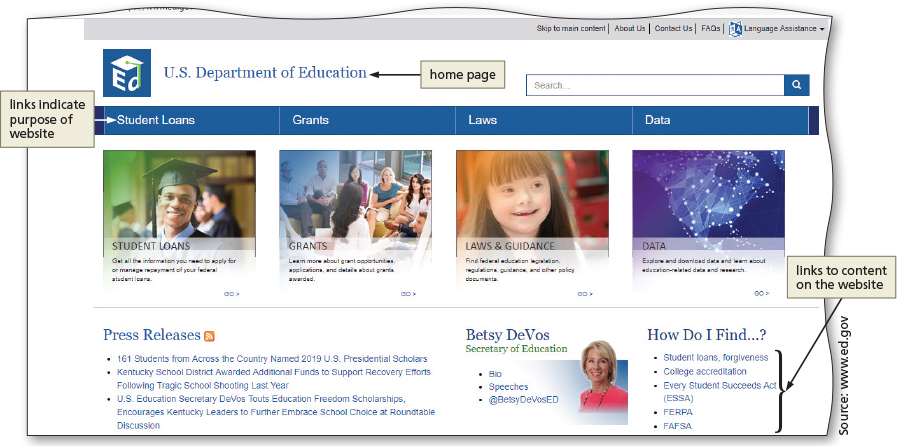 Skip to main content | About Us | Contact Us | FAQs | Language Assistance
Ed
U.S. Department of Education
home page
Search...
links indicate
purpose of
website
Student Loans
Grants
Laws
Data
STUDENT LOANS
Get all the information you need to apply for
or manage repayment of your federal
student loans.
GO >
GRANTS
Learn more about grant opportunities,
applications, and details about grants
awarded.
GO >
LAWS & GUIDANCE
Find federal education legislation,
regulations, guidance, and other policy
documents.
GO >
DATA
Explore and download data and learn about
education-related data and research.
GO >
links to content
on the website
Press Releases
• 161 Students from Across the Country Named 2019 U.S. Presidential Scholars
• Kentucky School District Awarded Additional Funds to Support Recovery Efforts
Following Tragic School Shooting Last Year
• U.S. Education Secretary DeVos Touts Education Freedom Scholarships,
Encourages Kentucky Leaders to Further Embrace School Choice at Roundtable
Discussion
Betsy DeVos
Secretary of Education
• Bio
• Speeches
• @BetsyDeVosED
How Do I Find...?
• Student loans, forgiveness
• College accreditation
• Every Student Succeeds Act
(ESSA)
• FERPA
• FAFSA
Source: www.ed.gov